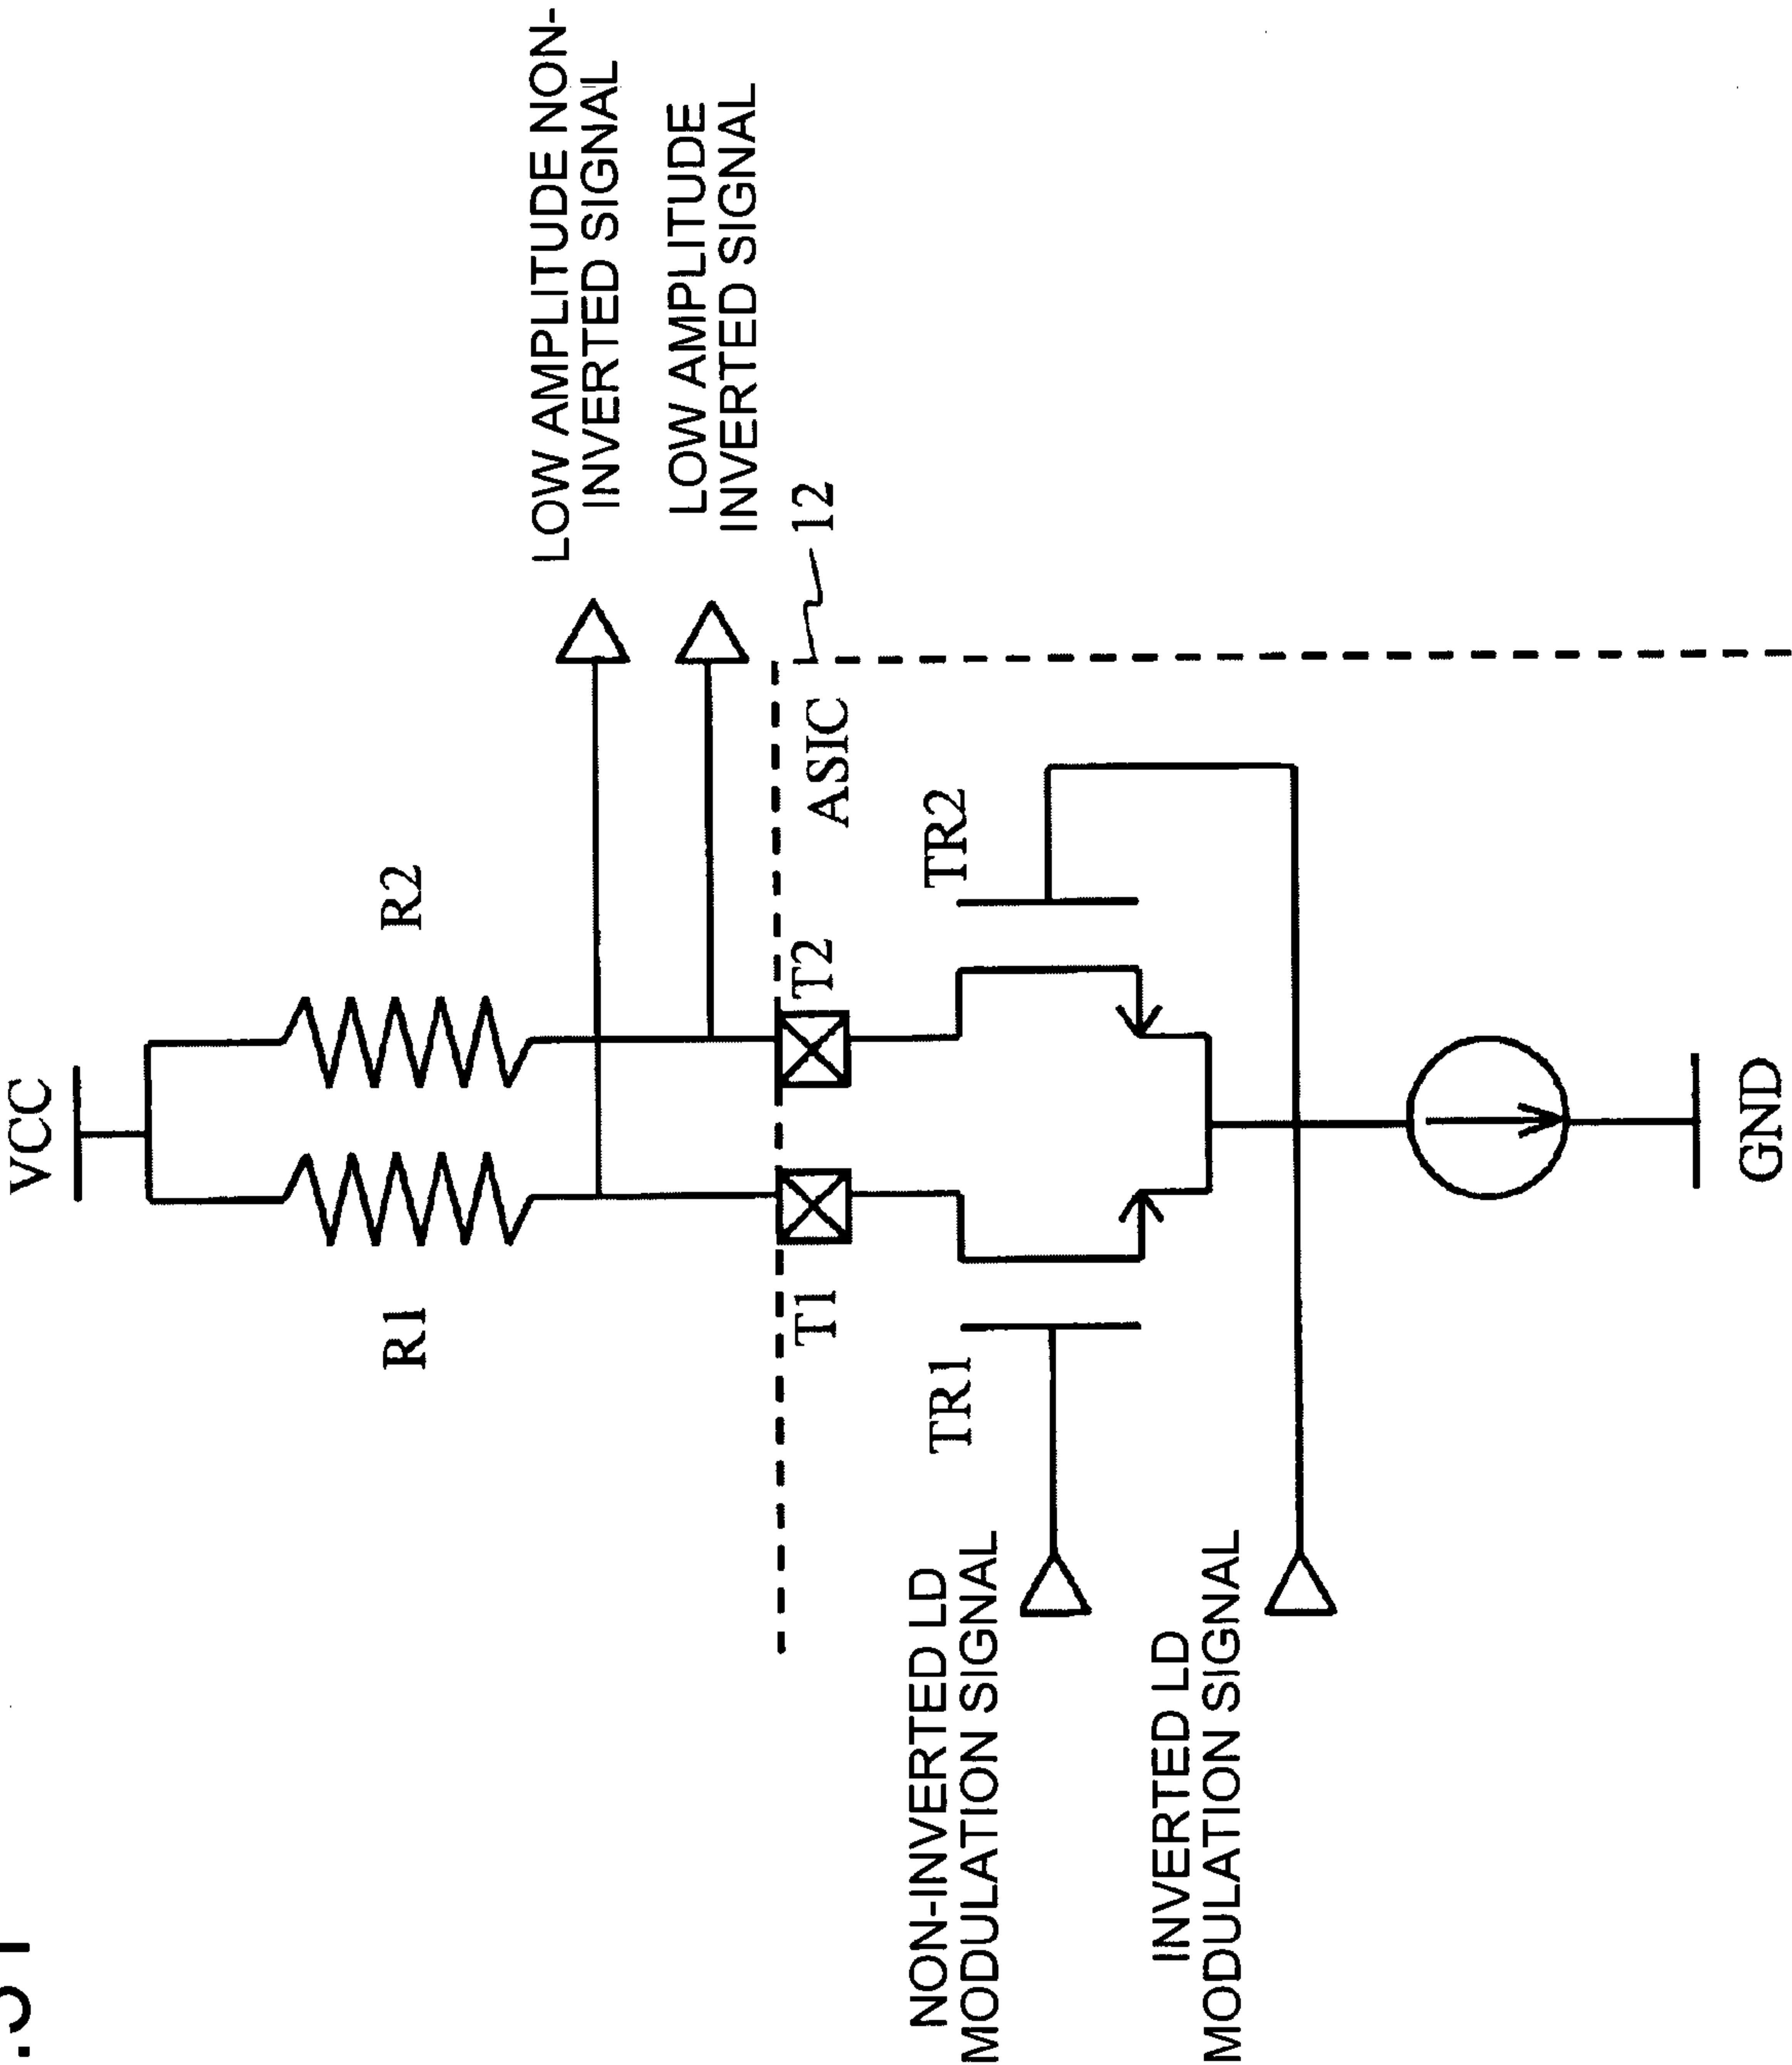 VCC
R1
R2
LOW AMPLITUDE NON-
INVERTED SIGNAL
LOW AMPLITUDE
INVERTED SIGNAL
12
ASIC
T1
T2
TR1
TR2
NON-INVERTED LD
MODULATION SIGNAL
INVERTED LD
MODULATION SIGNAL
GND